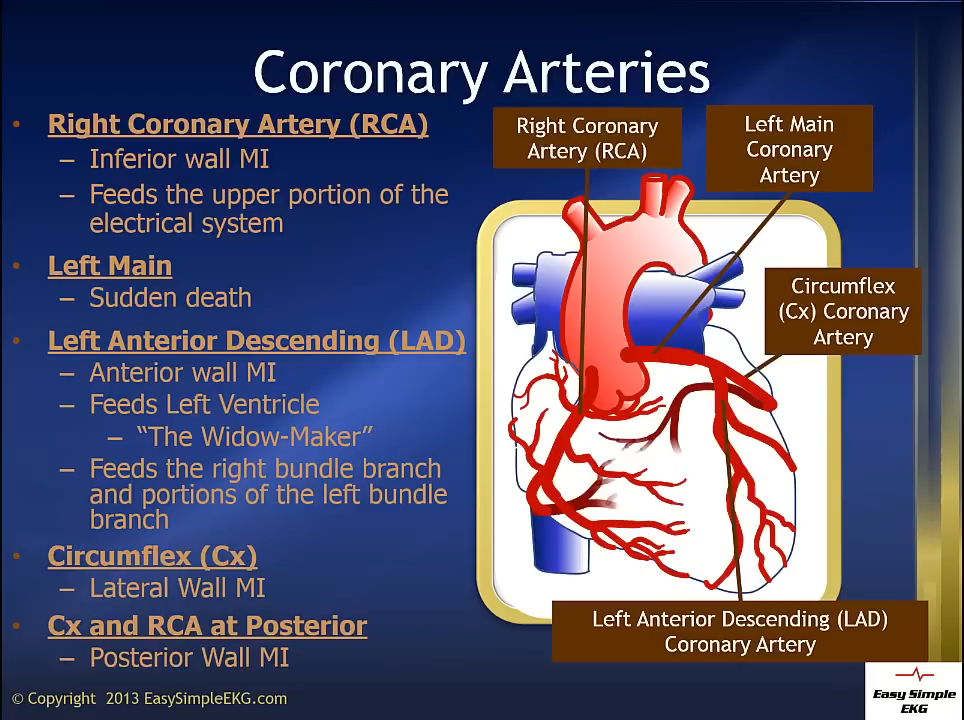 Coronary Arteries
• Right Coronary Artery (RCA)
– Inferior wall MI
– Feeds the upper portion of the
electrical system
• Left Main
– Sudden death
• Left Anterior Descending (LAD)
– Anterior wall MI
– Feeds Left Ventricle
– “The Widow-Maker”
– Feeds the right bundle branch
and portions of the left bundle
branch
• Circumflex (Cx)
– Lateral Wall MI
• Cx and RCA at Posterior
– Posterior Wall MI
Right Coronary
Artery (RCA)
Left Main
Coronary
Artery
Circumflex
(Cx) Coronary
Artery
Left Anterior Descending (LAD)
Coronary Artery
© Copyright 2013 EasySimpleEKG.com
Easy Simple
EKG